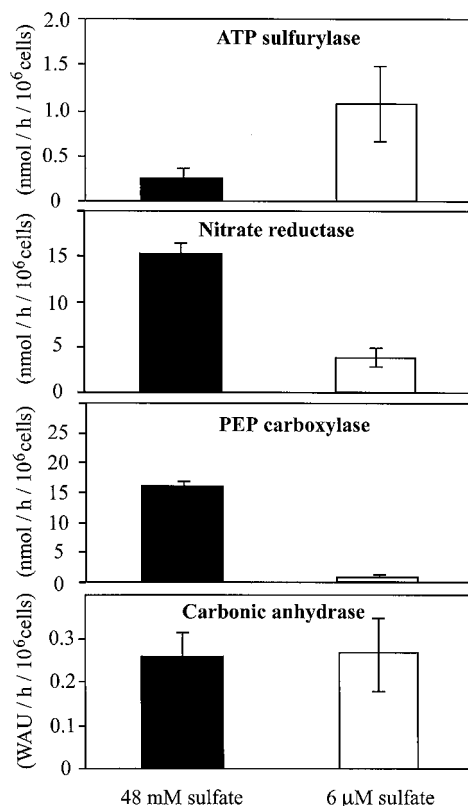 ATP sulfurylase
(nmol / h / 10⁶cells)
2.0
1.5
1.0
0.5
0
Nitrate reductase
(nmol / h / 10⁶cells)
15
10
5
0
PEP carboxylase
(nmol / h / 10⁶cells)
25
20
15
10
5
0
Carbonic anhydrase
(WAU / h / 10⁶cells)
0.3
0.2
0.1
0
48 mM sulfate 6 µM sulfate